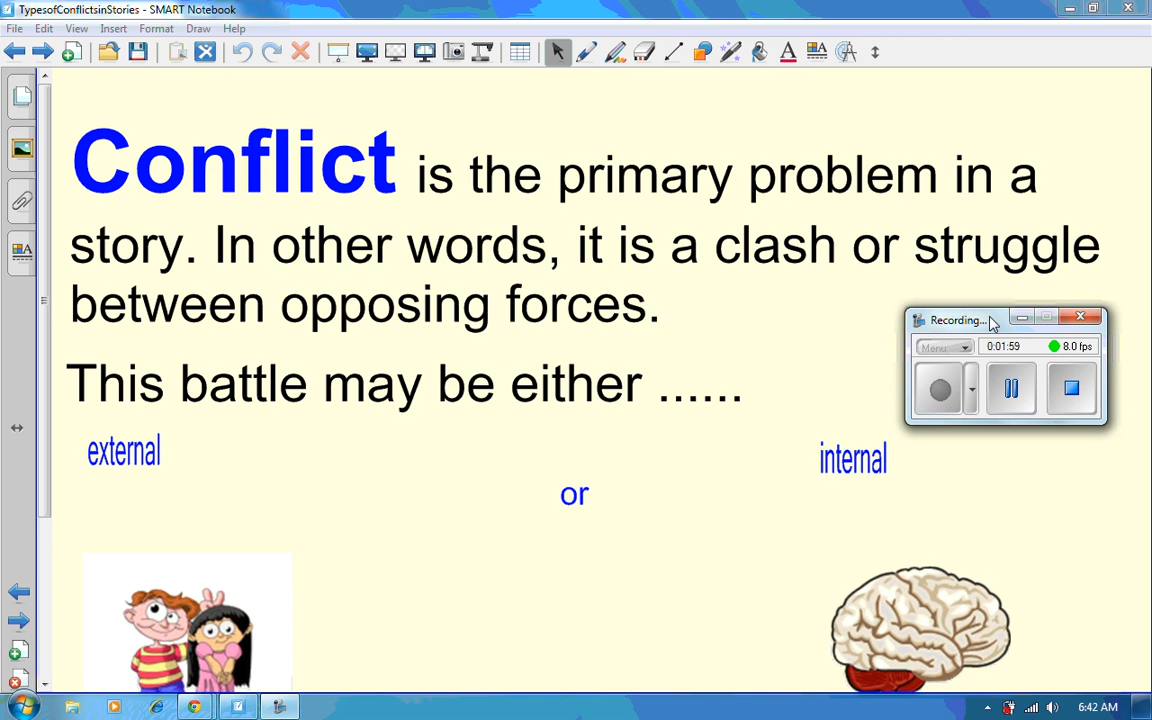 TypesofConflictsinStories - SMART Notebook
File Edit View Insert Format Draw Help
Conflict is the primary problem in a
story. In other words, it is a clash or struggle
between opposing forces.
Recording...
Menu 0:01:59 8.0 fps
This battle may be either ......
external
internal
or
6:42 AM